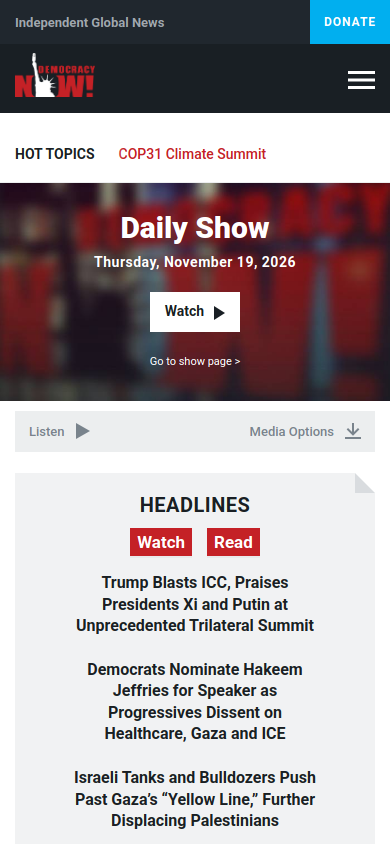 Independent Global News
DONATE
DEMOCRACY
NOW!
HOT TOPICS
COP31 Climate Summit
Daily Show
Thursday, November 19, 2026
Watch
Go to show page >
Listen
Media Options
HEADLINES
Watch
Read
Trump Blasts ICC, Praises
Presidents Xi and Putin at
Unprecedented Trilateral Summit
Democrats Nominate Hakeem
Jeffries for Speaker as
Progressives Dissent on
Healthcare, Gaza and ICE
Israeli Tanks and Bulldozers Push
Past Gaza’s “Yellow Line,” Further
Displacing Palestinians